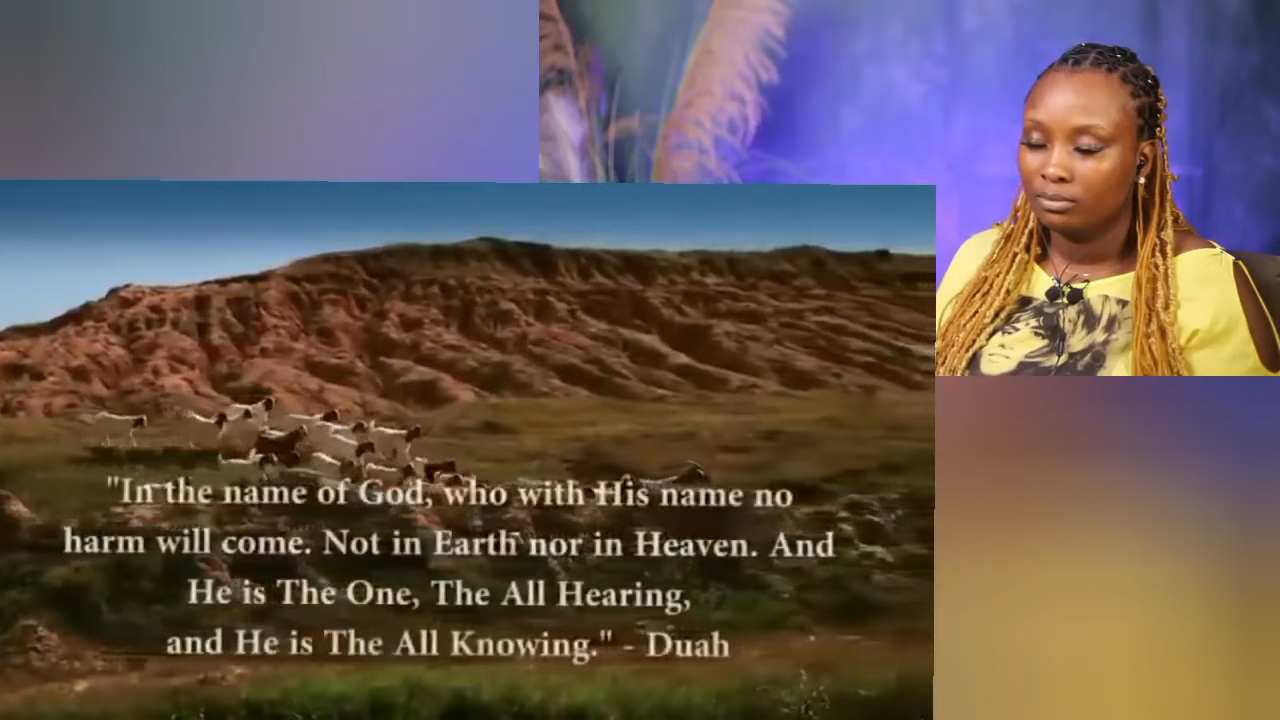 "In the name of God, who with His name no
harm will come. Not in Earth nor in Heaven. And
He is The One, The All Hearing,
and He is The All Knowing." - Duah